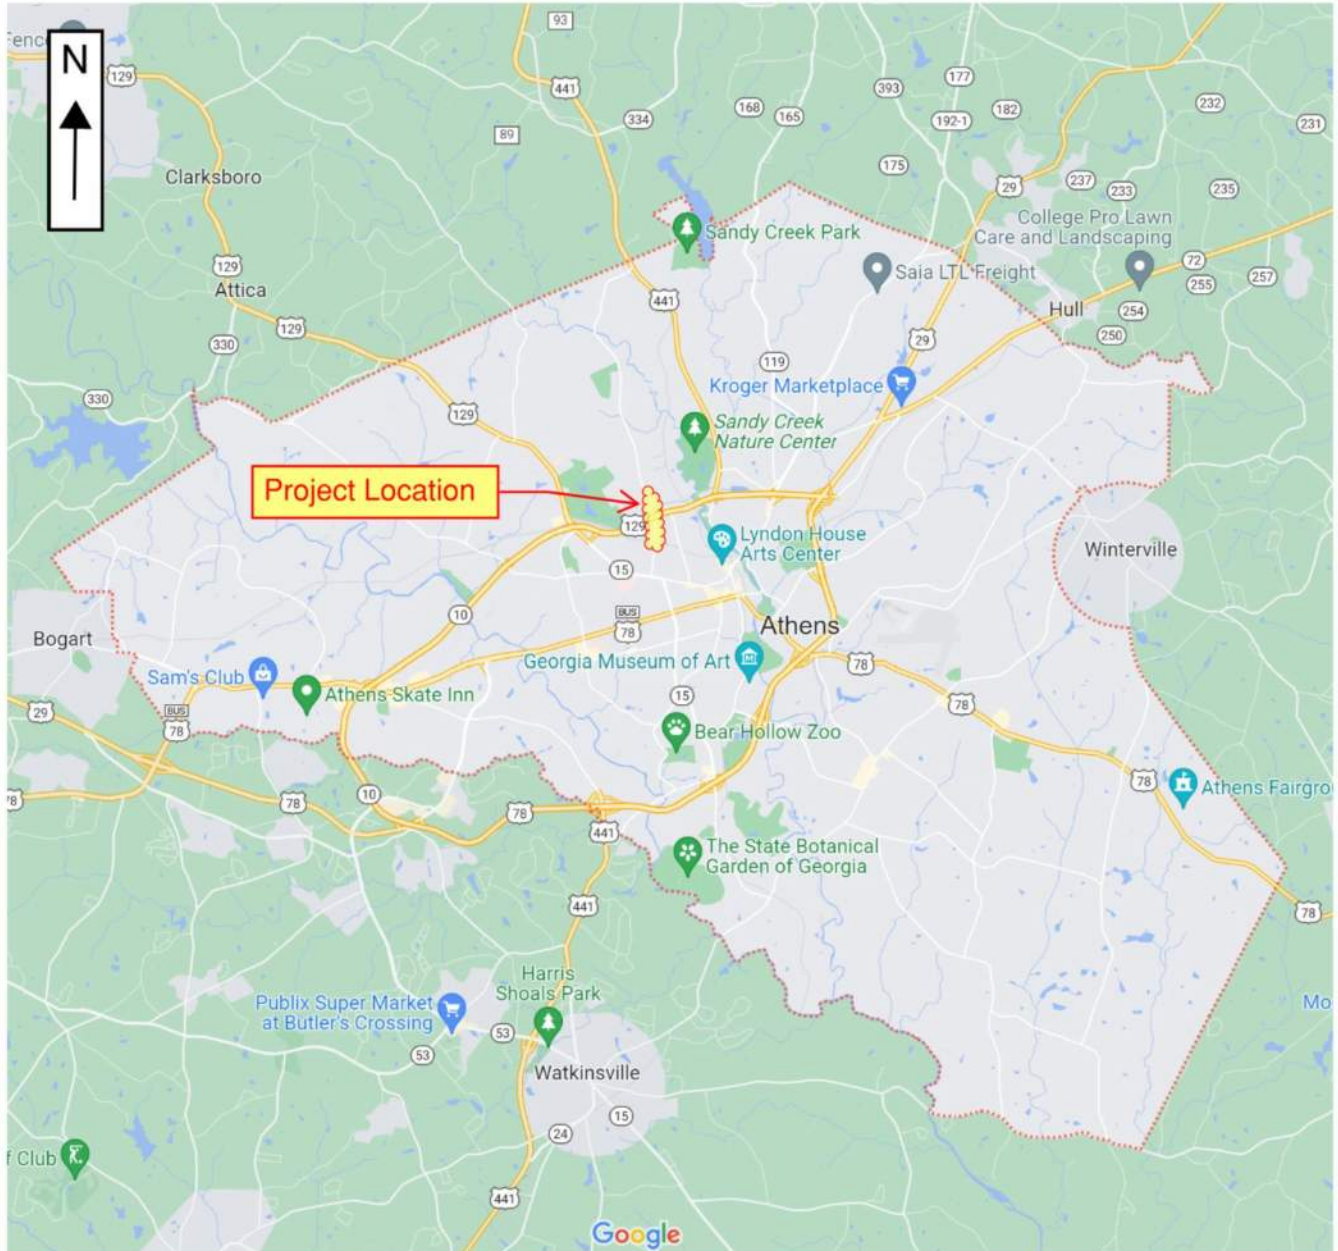 93
Fenc
N
129
441
334
168
165
393
177
192-1
182
232
231
89
Clarksboro
175
29
237
233
235
College Pro Lawn
Care and Landscaping
Sandy Creek Park
Saia LTL Freight
72
255
257
129
Attica
441
Hull
254
250
129
330
29
119
Kroger Marketplace
330
129
Sandy Creek
Nature Center
Project Location
129
Lyndon House
Arts Center
Winterville
15
10
BUS
78
Athens
Bogart
Georgia Museum of Art
78
Sam's Club
Athens Skate Inn
15
78
29
BUS
78
Bear Hollow Zoo
78
Athens Fairgro
78
78
10
78
441
The State Botanical
Garden of Georgia
441
78
Harris
Shoals Park
Publix Super Market
at Butler's Crossing
Mo
53
53
Watkinsville
15
24
f Club
441
Google